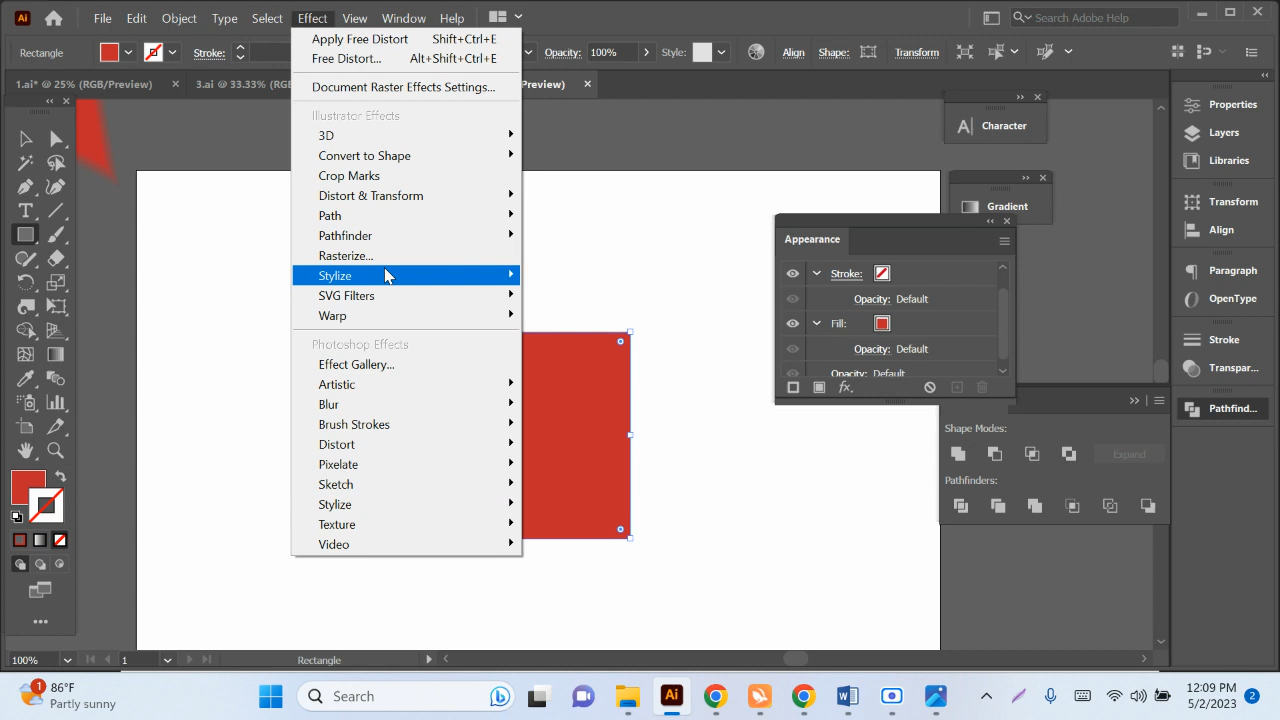 Ai File Edit Object Type Select Effect View Window Help Search Adobe Help
Rectangle Stroke: Opacity: 100% Style: Align Shape: Transform
1.ai* @ 25% (RGB/Preview) × 3.ai @ 33.33% (RG Preview) ×
Apply Free Distort Shift+Ctrl+E
Free Distort... Alt+Shift+Ctrl+E
Document Raster Effects Settings...
Illustrator Effects
3D
Convert to Shape
Crop Marks
Distort & Transform
Path
Pathfinder
Rasterize...
Stylize
SVG Filters
Warp
Photoshop Effects
Effect Gallery...
Artistic
Blur
Brush Strokes
Distort
Pixelate
Sketch
Stylize
Texture
Video
Character
Gradient
Appearance
Stroke:
Opacity: Default
Fill:
Opacity: Default
Opacity: Default
fx
Shape Modes:
Expand
Pathfinders:
Properties
Layers
Libraries
Transform
Align
Paragraph
OpenType
Stroke
Transpar...
Pathfind...
100% 1 Rectangle
1 86°F
Partly sunny
Search
Ai
12:09 PM
5/2/2023
2